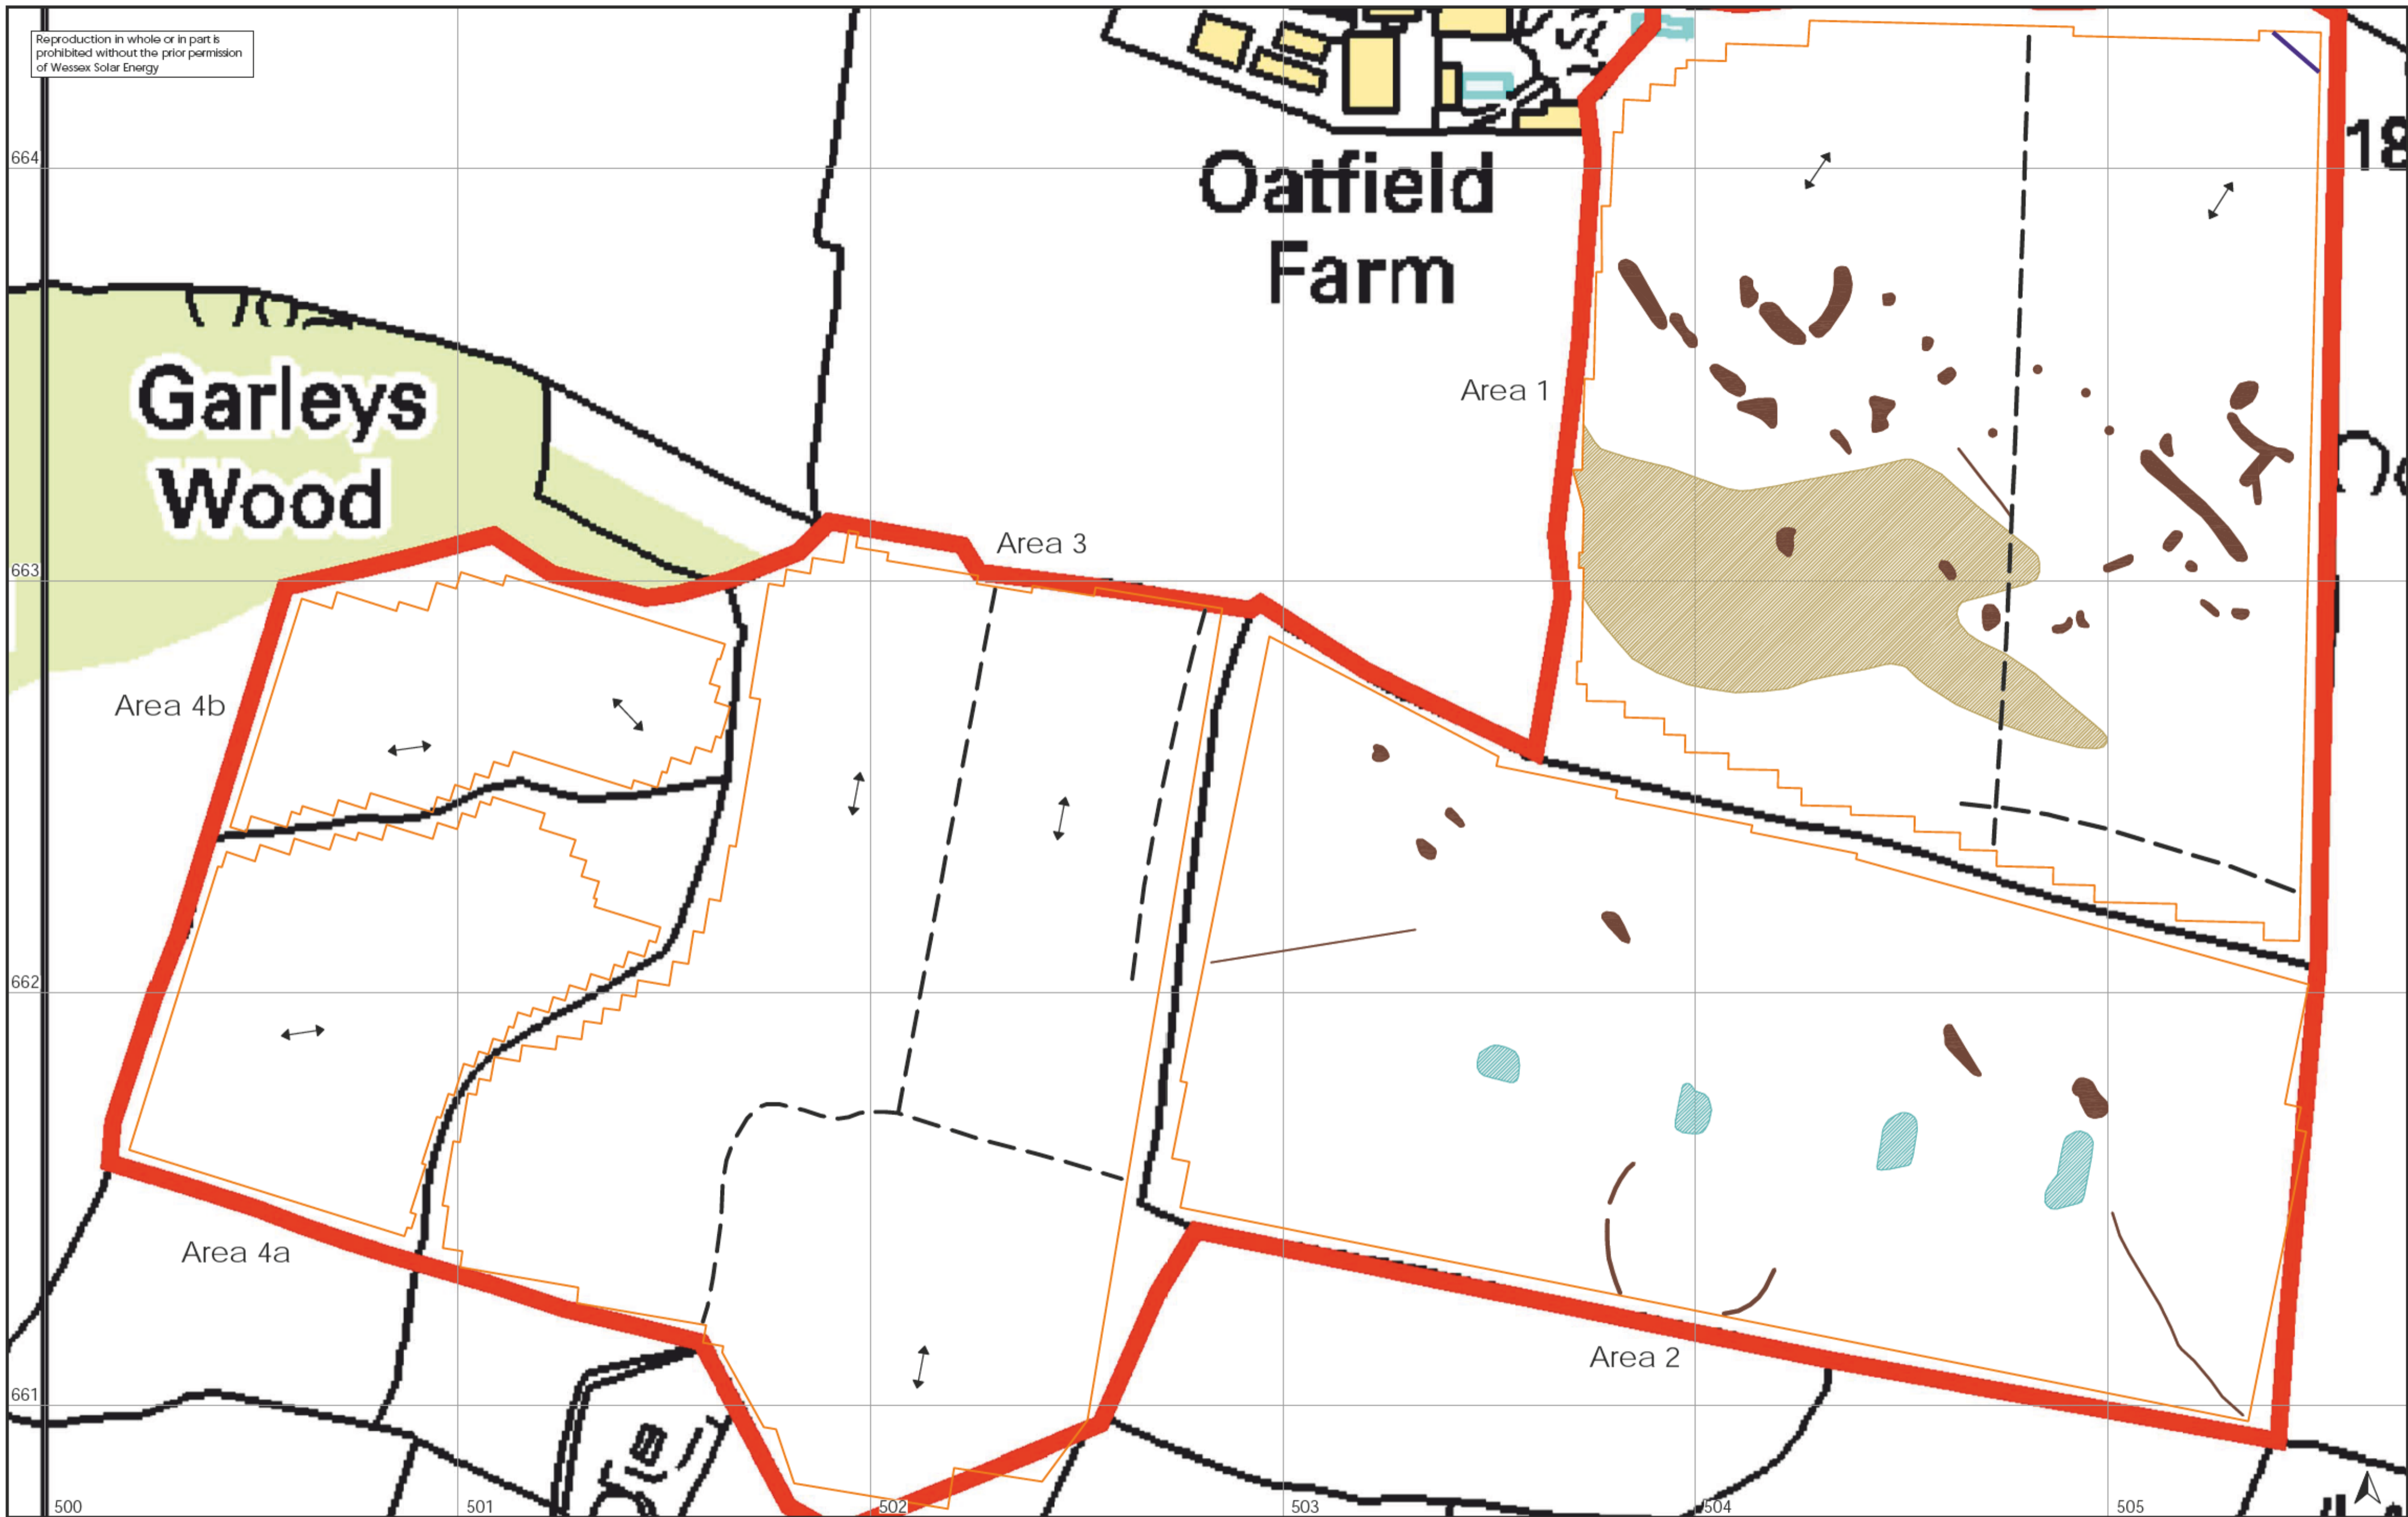 Reproduction in whole or in part is
prohibited without the prior permission
of Wessex Solar Energy
664
18
Oatfield
Farm
Area 1
Garleys
Wood
Area 3
663
Area 4b
662
Area 4a
Area 2
661
500
501
502
503
504
505